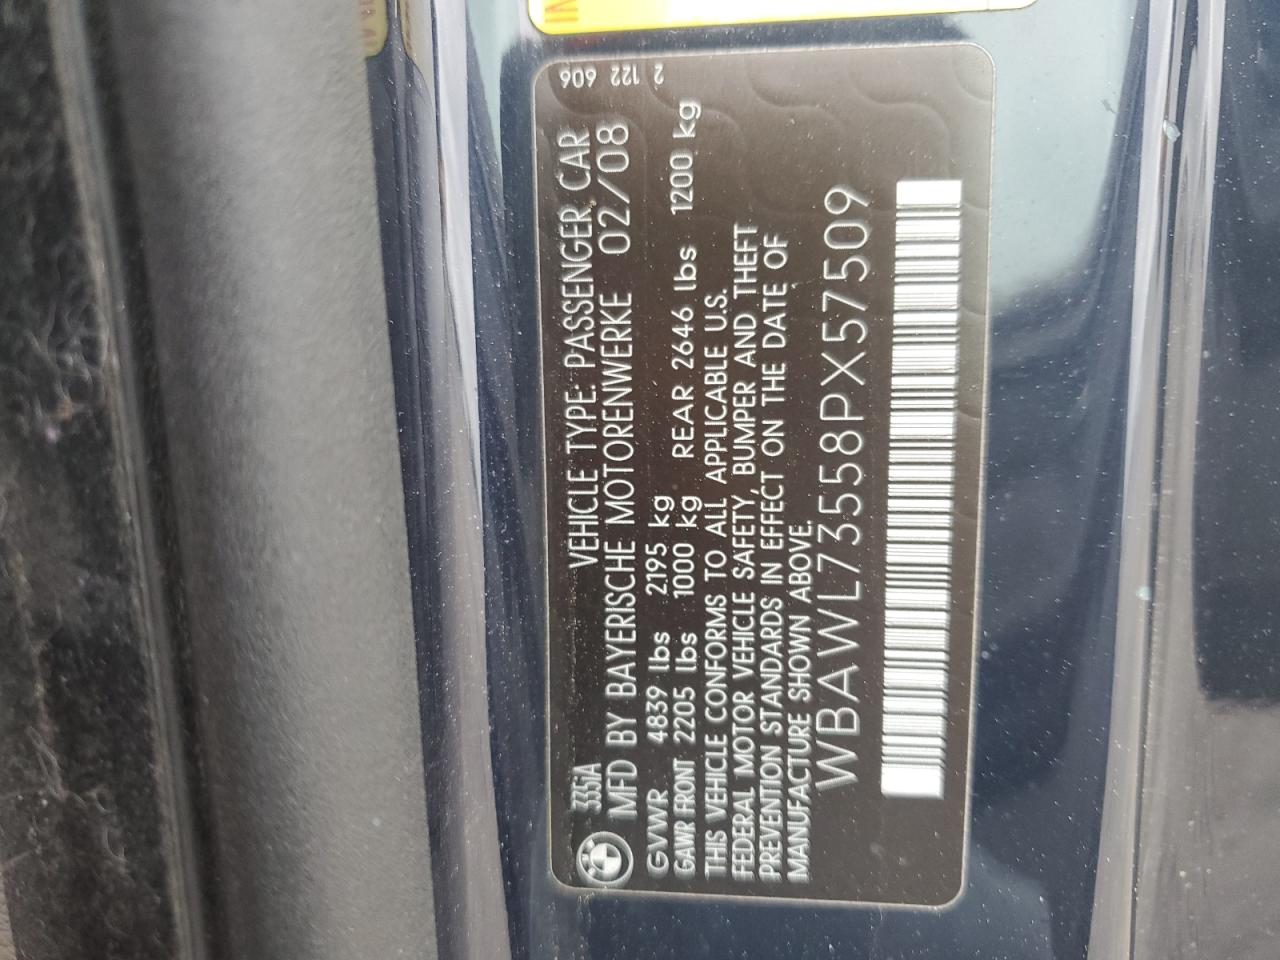 335iA VEHICLE TYPE: PASSENGER CAR 2 122 606
MFD BY BAYERISCHE MOTORENWERKE 02/08
GVWR 4839 lbs 2195 kg
GAWR FRONT 2205 lbs 1000 kg REAR 2646 lbs 1200 kg
THIS VEHICLE CONFORMS TO ALL APPLICABLE U.S.
FEDERAL MOTOR VEHICLE SAFETY, BUMPER AND THEFT
PREVENTION STANDARDS IN EFFECT ON THE DATE OF
MANUFACTURE SHOWN ABOVE.
WBAWL73558PX57509